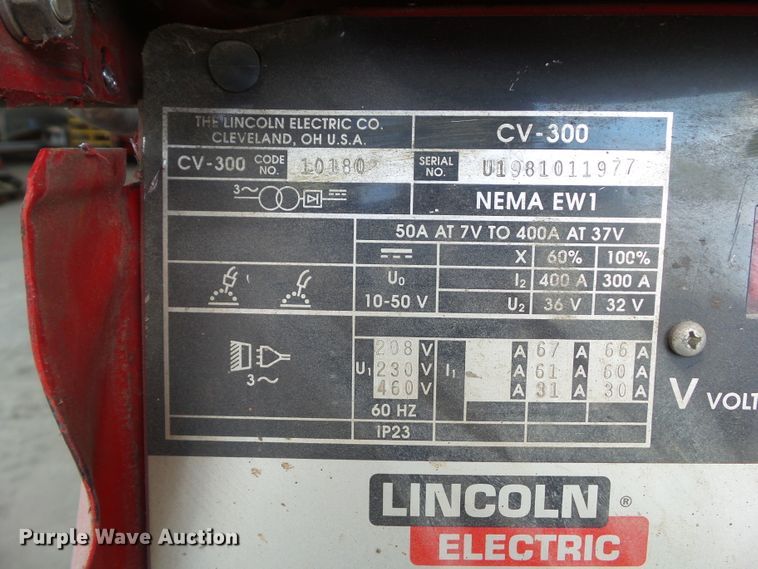 THE LINCOLN ELECTRIC CO.
CLEVELAND, OH U.S.A.
CV-300
CV-300 CODE NO. 10180 SERIAL NO. U1981011977
3~
NEMA EW1
50A AT 7V TO 400A AT 37V
X 60% 100%
U0 I2 400 A 300 A
10-50 V U2 36 V 32 V
208 V A 67 A 66 A
U1 230 V I1 A 61 A 60 A
3~ 460 V A 31 A 30 A
60 HZ
IP23
V VOLT
LINCOLN ®
ELECTRIC
Purple Wave Auction